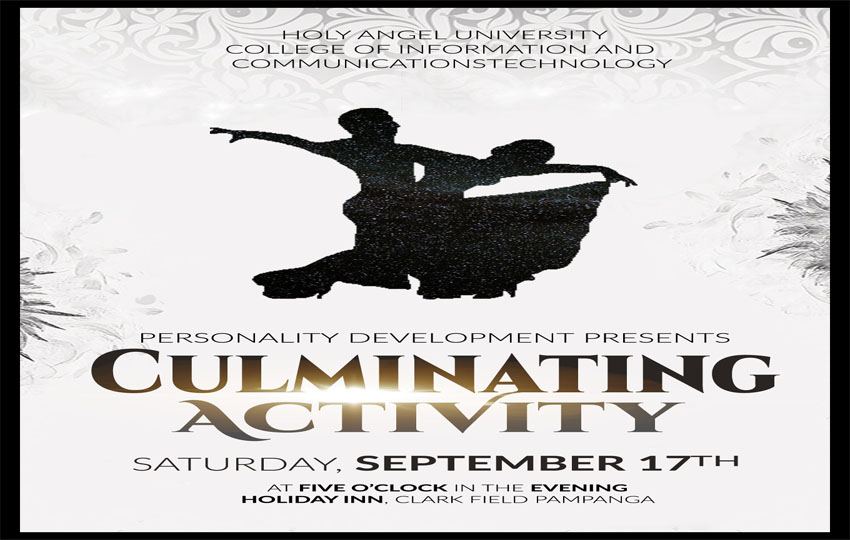 HOLY ANGEL UNIVERSITY
COLLEGE OF INFORMATION AND
COMMUNICATIONSTECHNOLOGY
PERSONALITY DEVELOPMENT PRESENTS
CULMINATING
ACTIVITY
SATURDAY, SEPTEMBER 17TH
AT FIVE O'CLOCK IN THE EVENING
HOLIDAY INN, CLARK FIELD PAMPANGA